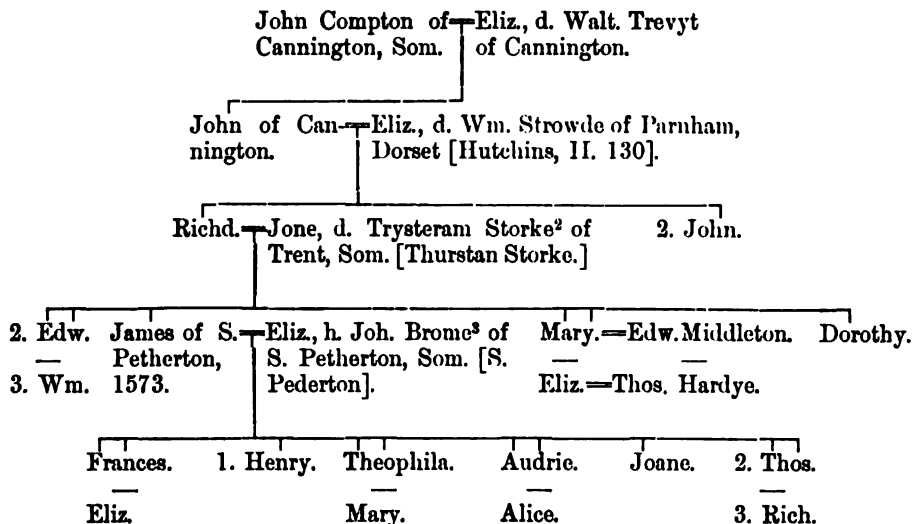 John Compton of Eliz., d. Walt. Trevyt
Cannington, Som. of Cannington.
John of Can- Eliz., d. Wm. Strowde of Parnham,
nington. Dorset [Hutchins, II. 130].
Richd. Jone, d. Trysteram Storke² of 2. John.
Trent, Som. [Thurstan Storke.]
2. Edw. James of S. Eliz., h. Joh. Brome³ of Mary.=Edw. Middleton. Dorothy.
Petherton, S. Petherton, Som. [S.
3. Wm. 1573. Pederton]. Eliz.=Thos. Hardye.
Frances. 1. Henry. Theophila. Audrie. Joane. 2. Thos.
Eliz. Mary. Alice. 3. Rich.